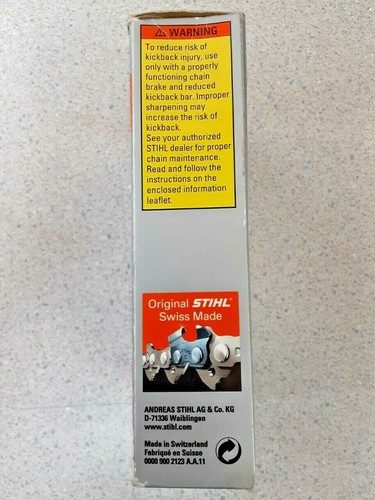 ⚠ WARNING
To reduce risk of
kickback injury, use
only with a properly
functioning chain
brake and reduced
kickback bar. Improper
sharpening may
increase the risk of
kickback.
See your authorized
STIHL dealer for proper
chain maintenance.
Read and follow the
instructions on the
enclosed information
leaflet.
Original STIHL®
Swiss Made
ANDREAS STIHL AG & Co. KG
D-71336 Waiblingen
www.stihl.com
Made in Switzerland
Fabriqué en Suisse
0000 900 2123 A.A.11